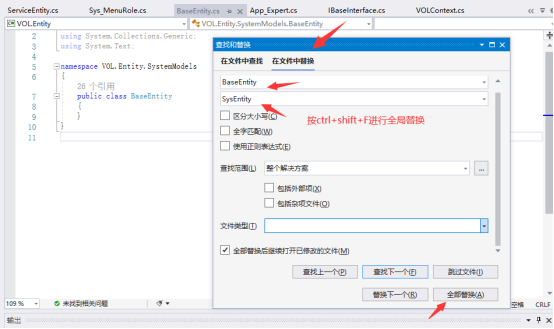 ServiceEntity.cs
Sys_MenuRole.cs
BaseEntity.cs
App_Expert.cs
IBaseInterface.cs
VOLContext.cs
VOL.Entity
VOL.Entity.SystemModels.BaseEntity
2 using System.Collections.Generic;
3 using System.Text;
4
5 namespace VOL.Entity.SystemModels
6 {
26 个引用
7 public class BaseEntity
8 {
9 }
10 }
11
查找和替换
在文件中查找 在文件中替换
BaseEntity
SysEntity
区分大小写(C)
全字匹配(W)
使用正则表达式(E)
按ctrl+shift+F进行全局替换
查找范围(L) 整个解决方案 ...
包括外部项(X)
包括杂项文件(O)
文件类型(T)
全部替换后继续打开已修改的文件(M)
查找上一个(P) 查找下一个(F) 跳过文件(I)
替换下一个(R) 全部替换(A)
109 % 未找到相关问题
空格 CRLF
输出